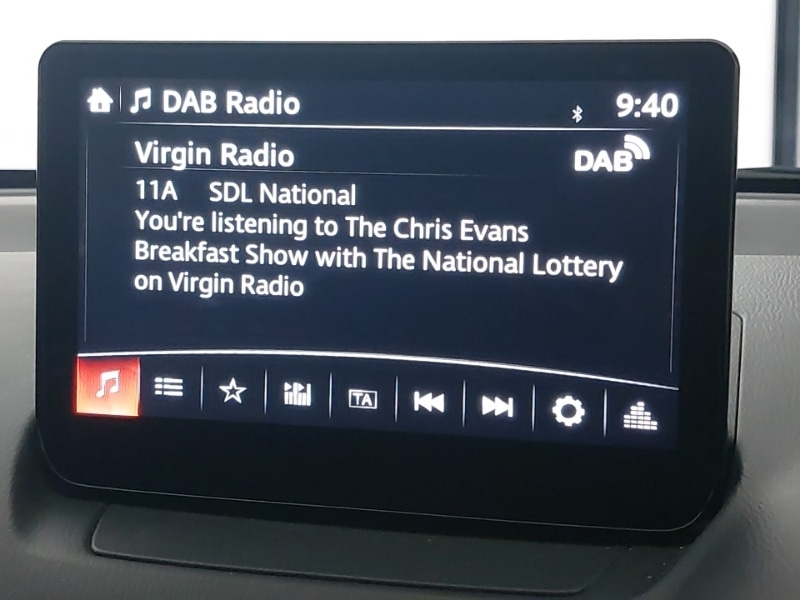 DAB Radio 9:40
Virgin Radio DAB
11A SDL National
You're listening to The Chris Evans
Breakfast Show with The National Lottery
on Virgin Radio
TA